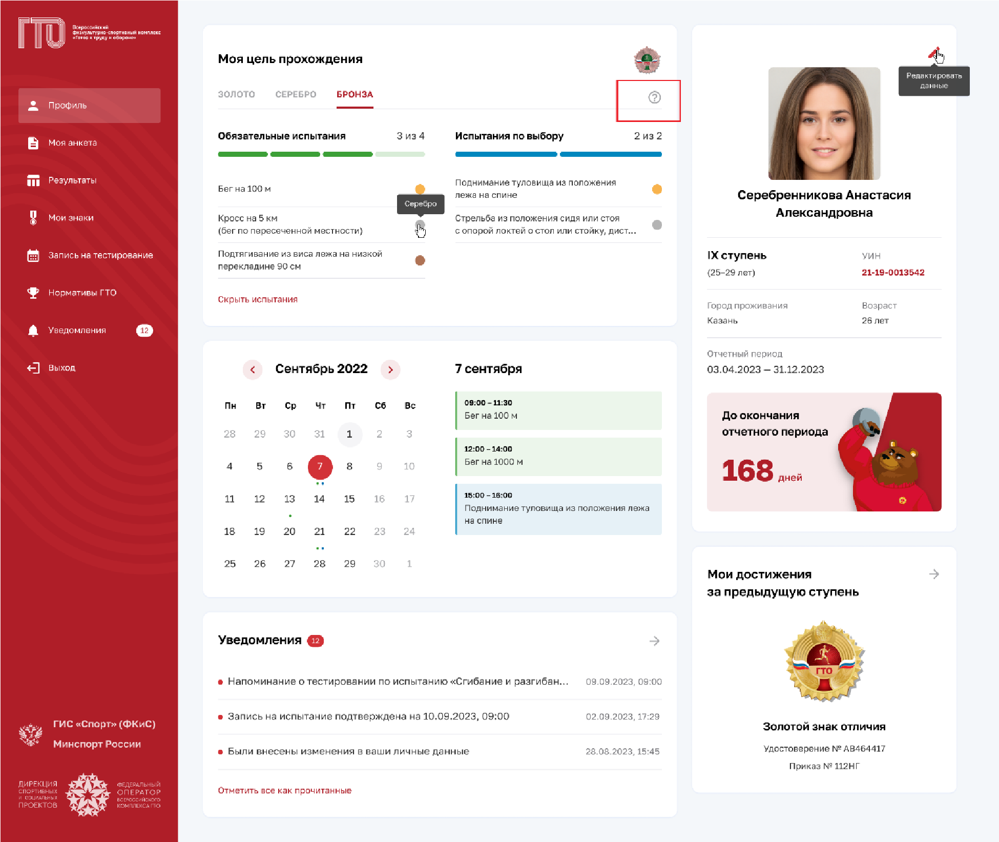 ГТО
Всероссийский
физкультурно-спортивный комплекс
«Готов к труду и обороне»
Профиль
Моя анкета
Результаты
Мои знаки
Запись на тестирование
Нормативы ГТО
Уведомления 12
Выход
ГИС «Спорт» (ФКиС)
Минспорт России
ДИРЕКЦИЯ
СПОРТИВНЫХ
И СОЦИАЛЬНЫХ
ПРОЕКТОВ
ФЕДЕРАЛЬНЫЙ
ОПЕРАТОР
ВСЕРОССИЙСКОГО
КОМПЛЕКСА ГТО
Моя цель прохождения
ГТО
ЗОЛОТО СЕРЕБРО БРОНЗА ?
Обязательные испытания 3 из 4
Бег на 100 м
Серебро
Кросс на 5 км
(бег по пересеченной местности)
Подтягивание из виса лежа на низкой
перекладине 90 см
Скрыть испытания
Испытания по выбору 2 из 2
Поднимание туловища из положения
лежа на спине
Стрельба из положения сидя или стоя
с опорой локтей о стол или стойку, дист...
Сентябрь 2022
Пн Вт Ср Чт Пт Сб Вс
28 29 30 31 1 2 3
4 5 6 7 8 9 10
11 12 13 14 15 16 17
18 19 20 21 22 23 24
25 26 27 28 29 30 1
7 сентября
09:00 – 11:30
Бег на 100 м
12:00 – 14:00
Бег на 1000 м
15:00 – 16:00
Поднимание туловища из положения лежа
на спине
Уведомления 12
Напоминание о тестировании по испытанию «Сгибание и разгибан... 09.09.2023, 09:00
Запись на испытание подтверждена на 10.09.2023, 09:00 02.09.2023, 17:29
Были внесены изменения в ваши личные данные 28.08.2023, 15:45
Отметить все как прочитанные
Редактировать
данные
Серебренникова Анастасия
Александровна
IX ступень УИН
(25–29 лет) 21-19-0013542
Город проживания Возраст
Казань 26 лет
Отчетный период
03.04.2023 — 31.12.2023
До окончания
отчетного периода
168 дней
Мои достижения
за предыдущую ступень
ГТО
Золотой знак отличия
Удостоверение № АВ464417
Приказ № 112НГ